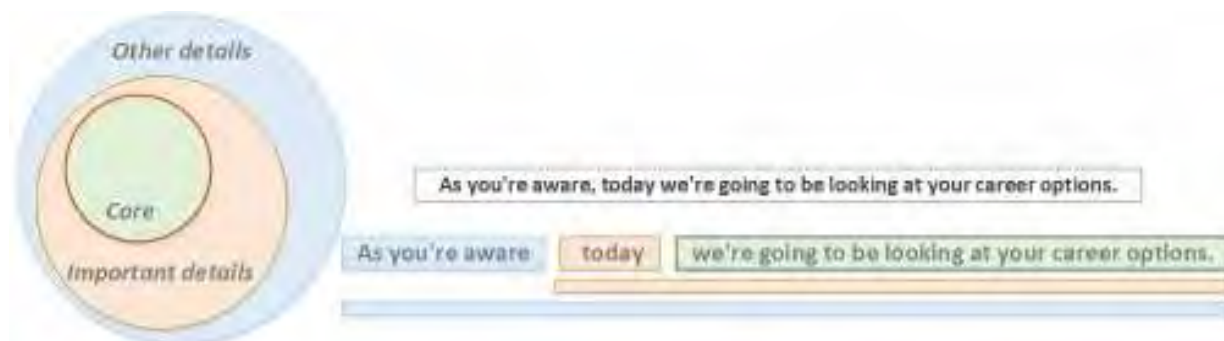 Other details
Core
Important details
As you're aware, today we're going to be looking at your career options.
As you're aware today we're going to be looking at your career options.